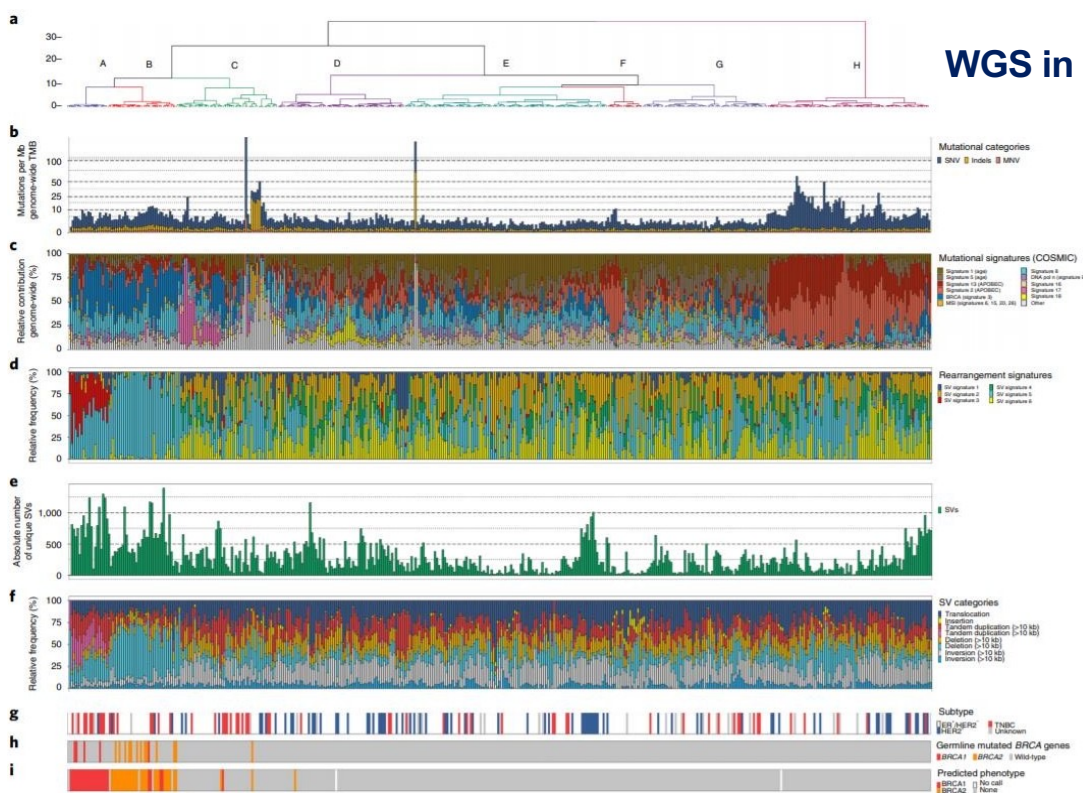 WGS in
a
30–
20–
10–
0–
A B C D E F G H
b
Mutations per Mb
genome-wide TMB
100
50
25
10
0
Mutational categories
SNV Indels MNV
c
Relative contribution
genome-wide (%)
100
75
50
25
0
Mutational signatures (COSMIC)
Signature 1 (age)
Signature 5 (age)
Signature 13 (APOBEC)
Signature 2 (APOBEC)
BRCA (signature 3)
MSI (signatures 6, 15, 20, 26)
Signature 8
DNA pol η (signature
Signature 16
Signature 17
Signature 18
Other
d
Relative frequency (%)
100
75
50
25
0
Rearrangement signatures
SV signature 1 SV signature 4
SV signature 2 SV signature 5
SV signature 3 SV signature 6
e
Absolute number
of unique SVs
1,000
500
0
SVs
f
Relative frequency (%)
100
75
50
25
0
SV categories
Translocation
Insertion
Tandem duplication (>10 kb)
Tandem duplication (>10 kb)
Deletion (>10 kb)
Deletion (>10 kb)
Inversion (>10 kb)
Inversion (>10 kb)
g
Subtype
ER⁺/HER2⁻ TNBC
HER2⁺ Unknown
h
Germline mutated BRCA genes
BRCA1 BRCA2 Wild-type
i
Predicted phenotype
BRCA1 No call
BRCA2 None